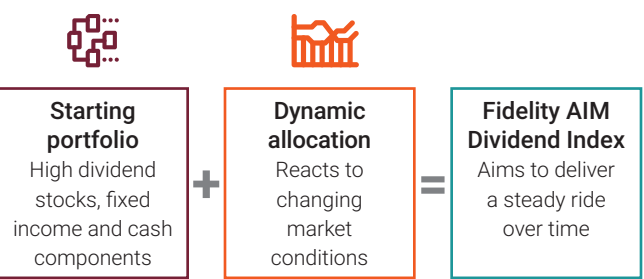 Starting
portfolio
High dividend
stocks, fixed
income and cash
components
+
Dynamic
allocation
Reacts to
changing
market
conditions
=
Fidelity AIM
Dividend Index
Aims to deliver
a steady ride
over time